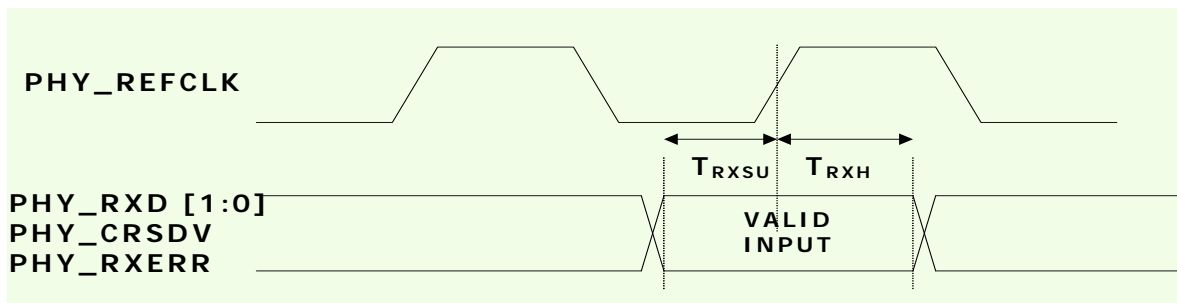 PHY_REFCLK
TRXSU TRXH
PHY_RXD [1:0]
PHY_CRSDV
PHY_RXERR
VALID
INPUT